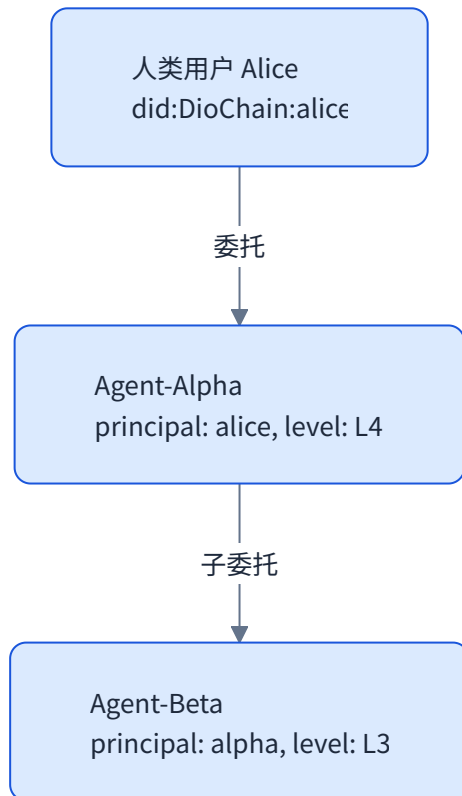 人类用户 Alice
did:DioChain:alice
委托
Agent-Alpha
principal: alice, level: L4
子委托
Agent-Beta
principal: alpha, level: L3